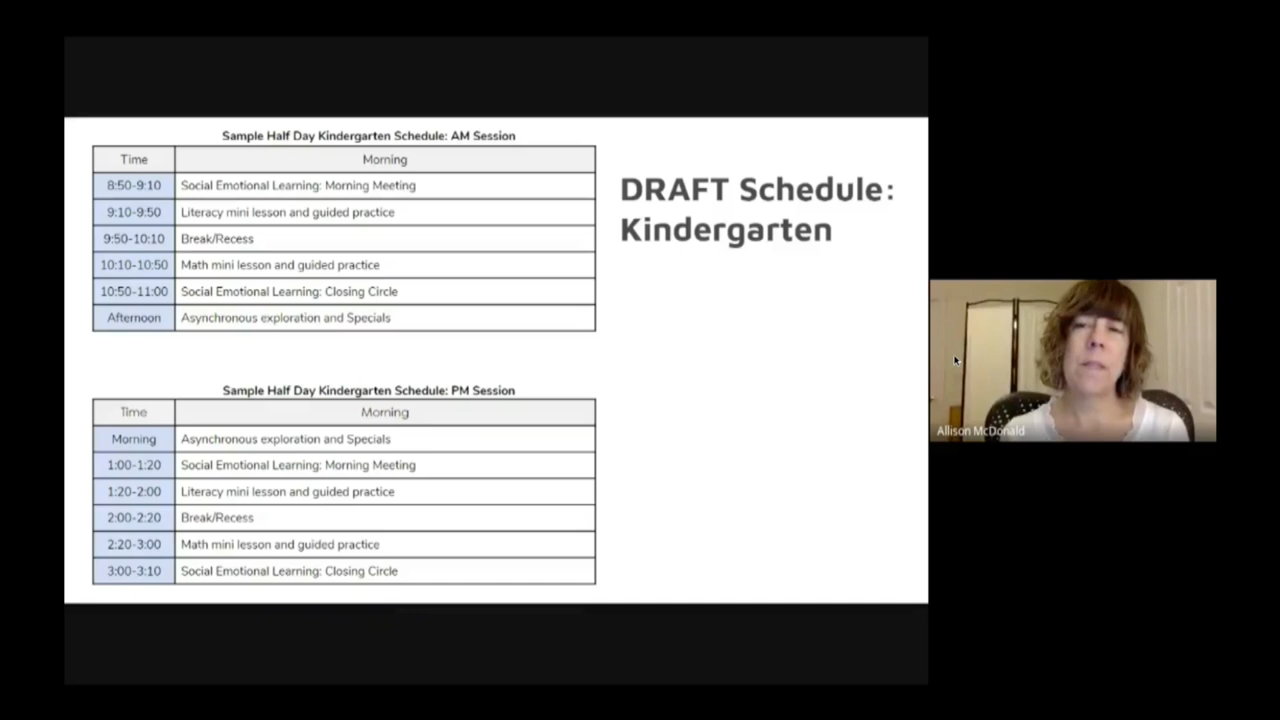 Sample Half Day Kindergarten Schedule: AM Session
Time Morning
8:50-9:10 Social Emotional Learning: Morning Meeting
9:10-9:50 Literacy mini lesson and guided practice
9:50-10:10 Break/Recess
10:10-10:50 Math mini lesson and guided practice
10:50-11:00 Social Emotional Learning: Closing Circle
Afternoon Asynchronous exploration and Specials
Sample Half Day Kindergarten Schedule: PM Session
Time Morning
Morning Asynchronous exploration and Specials
1:00-1:20 Social Emotional Learning: Morning Meeting
1:20-2:00 Literacy mini lesson and guided practice
2:00-2:20 Break/Recess
2:20-3:00 Math mini lesson and guided practice
3:00-3:10 Social Emotional Learning: Closing Circle
DRAFT Schedule:
Kindergarten
Allison McDonald